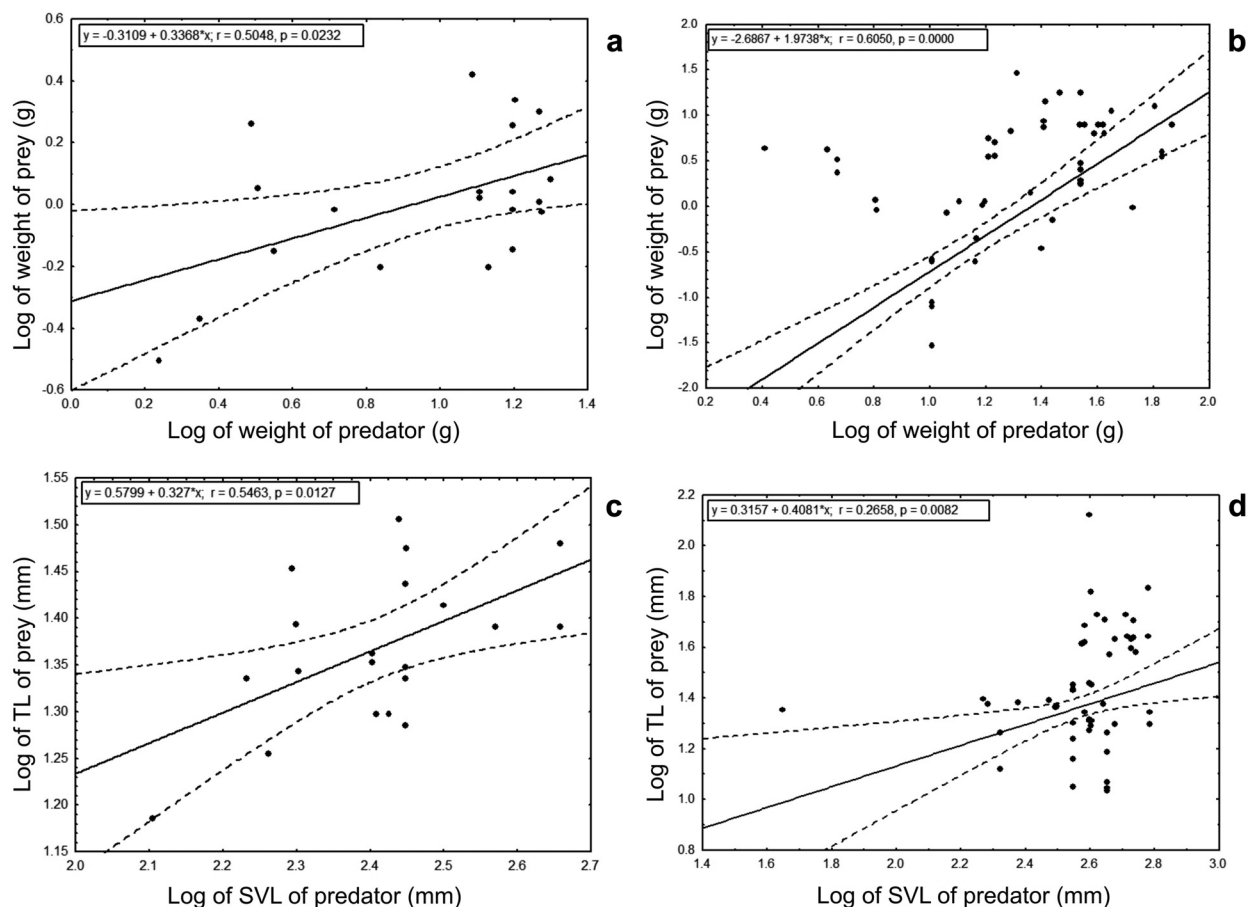 y = -0.3109 + 0.3368*x; r = 0.5048, p = 0.0232
a
0.6
0.4
0.2
0.0
-0.2
-0.4
-0.6
Log of weight of prey (g)
0.0 0.2 0.4 0.6 0.8 1.0 1.2 1.4
Log of weight of predator (g)
y = -2.6867 + 1.9738*x; r = 0.6050, p = 0.0000
b
2.0
1.5
1.0
0.5
0.0
-0.5
-1.0
-1.5
-2.0
Log of weight of prey (g)
0.2 0.4 0.6 0.8 1.0 1.2 1.4 1.6 1.8 2.0
Log of weight of predator (g)
y = 0.5799 + 0.327*x; r = 0.5463, p = 0.0127
c
1.55
1.50
1.45
1.40
1.35
1.30
1.25
1.20
1.15
Log of TL of prey (mm)
2.0 2.1 2.2 2.3 2.4 2.5 2.6 2.7
Log of SVL of predator (mm)
y = 0.3157 + 0.4081*x; r = 0.2658, p = 0.0082
d
2.2
2.0
1.8
1.6
1.4
1.2
1.0
0.8
Log of TL of prey (mm)
1.4 1.6 1.8 2.0 2.2 2.4 2.6 2.8 3.0
Log of SVL of predator (mm)